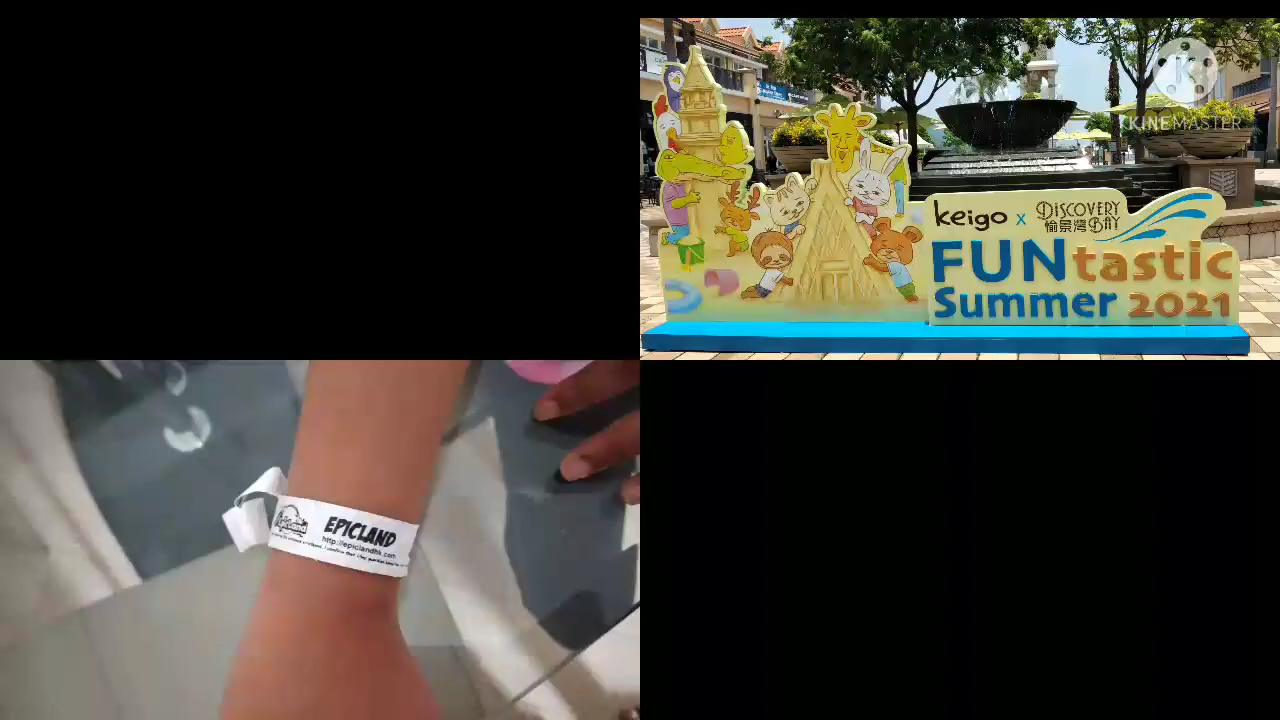 KINEMASTER
keigo x DISCOVERY BAY
愉景灣
FUNtastic
Summer 2021
EPICLAND
http://epiclandhk.com